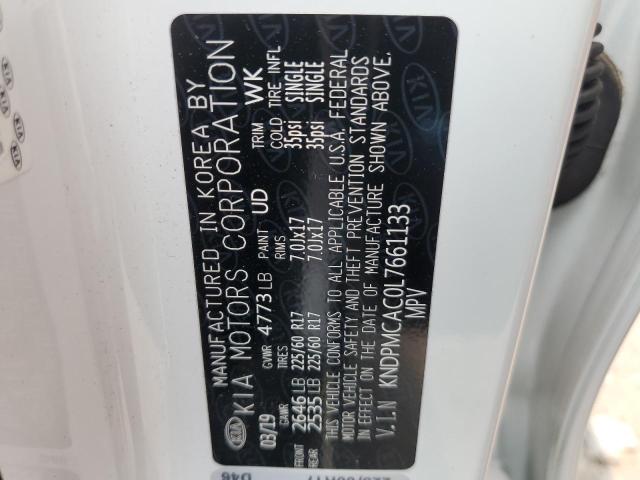 MANUFACTURED IN KOREA BY
KIA KIA MOTORS CORPORATION
03/19 GVWR 4773LB PAINT UD TRIM WK
GAWR TIRES RIMS COLD TIRE INFL
FRONT 2646LB 225/60 R17 7.0Jx17 35psi SINGLE
REAR 2535LB 225/60 R17 7.0Jx17 35psi SINGLE
THIS VEHICLE CONFORMS TO ALL APPLICABLE U.S.A. FEDERAL
MOTOR VEHICLE SAFETY AND THEFT PREVENTION STANDARDS
IN EFFECT ON THE DATE OF MANUFACTURE SHOWN ABOVE.
V.I.N KNDPMCAC0L7661133
MPV